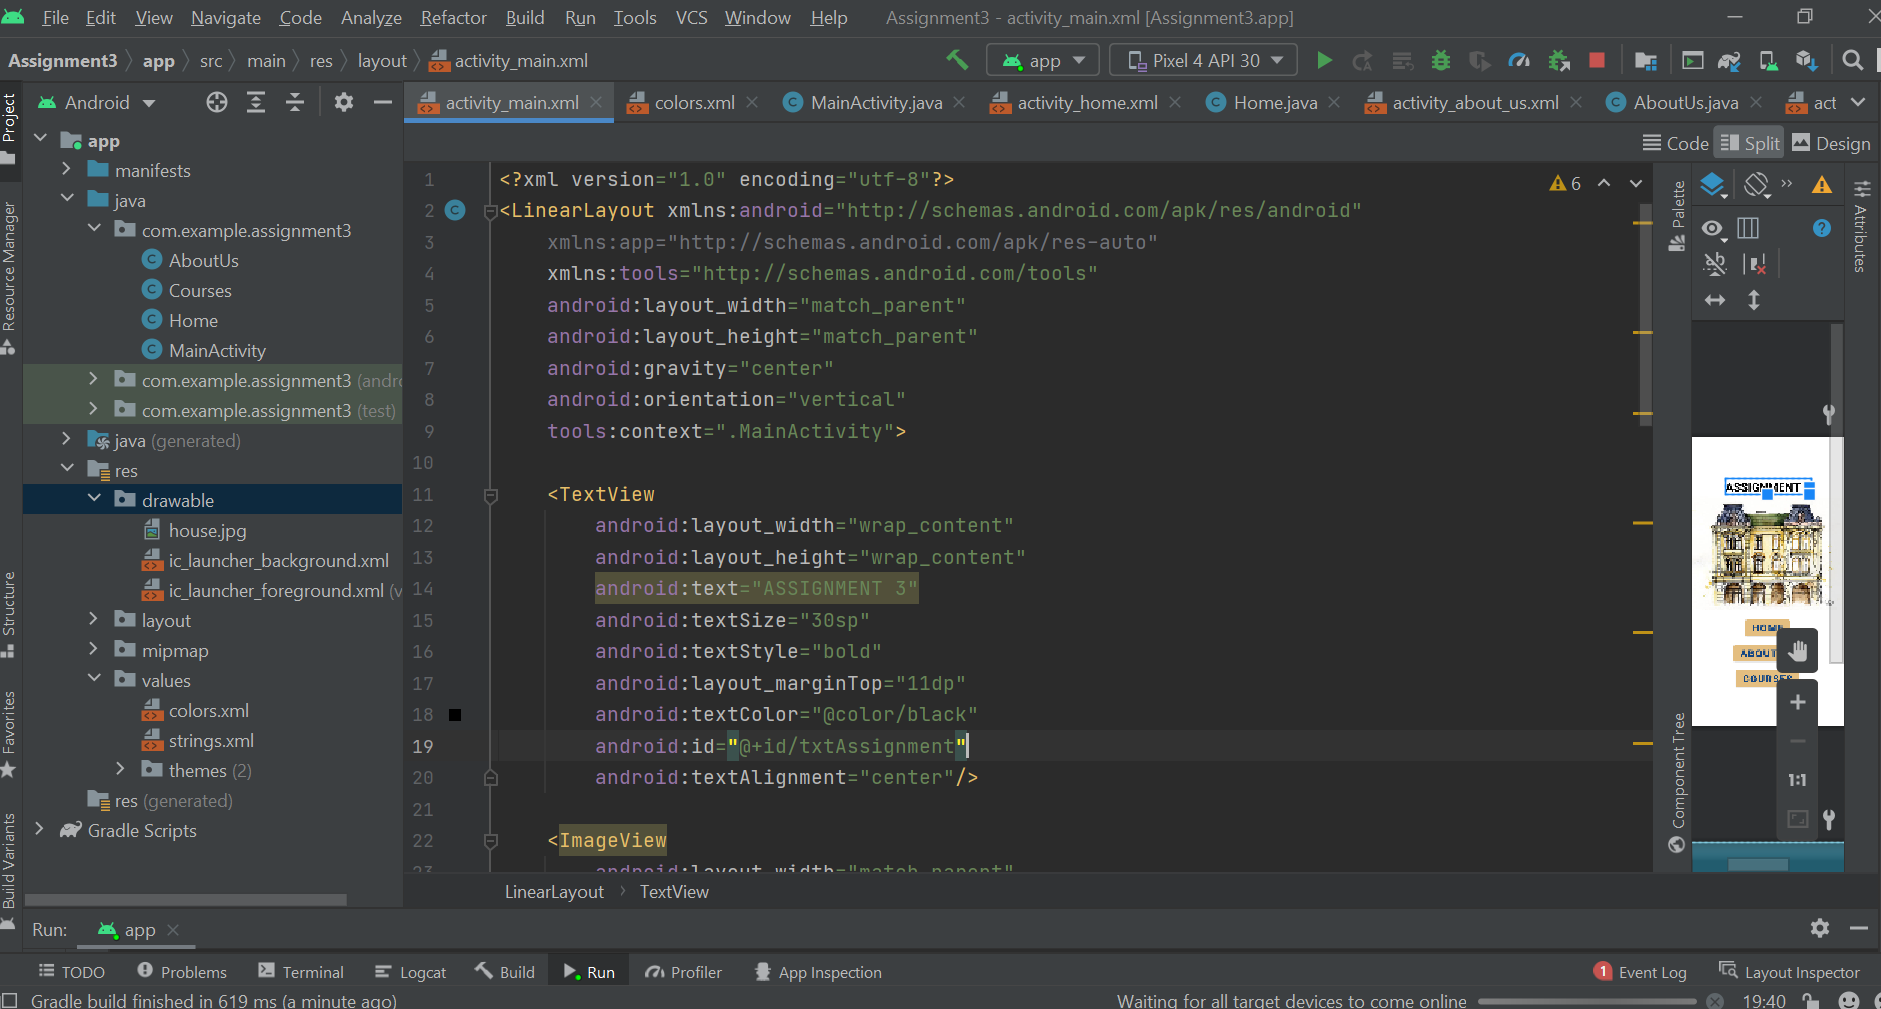 File Edit View Navigate Code Analyze Refactor Build Run Tools VCS Window Help Assignment3 - activity_main.xml [Assignment3.app]
Assignment3 app src main res layout activity_main.xml app Pixel 4 API 30
Project
Resource Manager
Structure
Favorites
Build Variants
Android
app
manifests
java
com.example.assignment3
AboutUs
Courses
Home
MainActivity
com.example.assignment3 (andro
com.example.assignment3 (test)
java (generated)
res
drawable
house.jpg
ic_launcher_background.xml
ic_launcher_foreground.xml (v
layout
mipmap
values
colors.xml
strings.xml
themes (2)
res (generated)
Gradle Scripts
activity_main.xml colors.xml MainActivity.java activity_home.xml Home.java activity_about_us.xml AboutUs.java act
Code Split Design
6
1 <?xml version="1.0" encoding="utf-8"?>
2 <LinearLayout xmlns:android="http://schemas.android.com/apk/res/android"
3 xmlns:app="http://schemas.android.com/apk/res-auto"
4 xmlns:tools="http://schemas.android.com/tools"
5 android:layout_width="match_parent"
6 android:layout_height="match_parent"
7 android:gravity="center"
8 android:orientation="vertical"
9 tools:context=".MainActivity">
10
11 <TextView
12 android:layout_width="wrap_content"
13 android:layout_height="wrap_content"
14 android:text="ASSIGNMENT 3"
15 android:textSize="30sp"
16 android:textStyle="bold"
17 android:layout_marginTop="11dp"
18 android:textColor="@color/black"
19 android:id="@+id/txtAssignment"
20 android:textAlignment="center"/>
21
22 <ImageView
23 android:layout_width="match_parent"
LinearLayout TextView
Palette
Component Tree
Attributes
ASSIGNMENT
HOME
ABOUT
COURSES
1:1
Run: app
TODO Problems Terminal Logcat Build Run Profiler App Inspection 1 Event Log Layout Inspector
Gradle build finished in 619 ms (a minute ago) Waiting for all target devices to come online 19:40